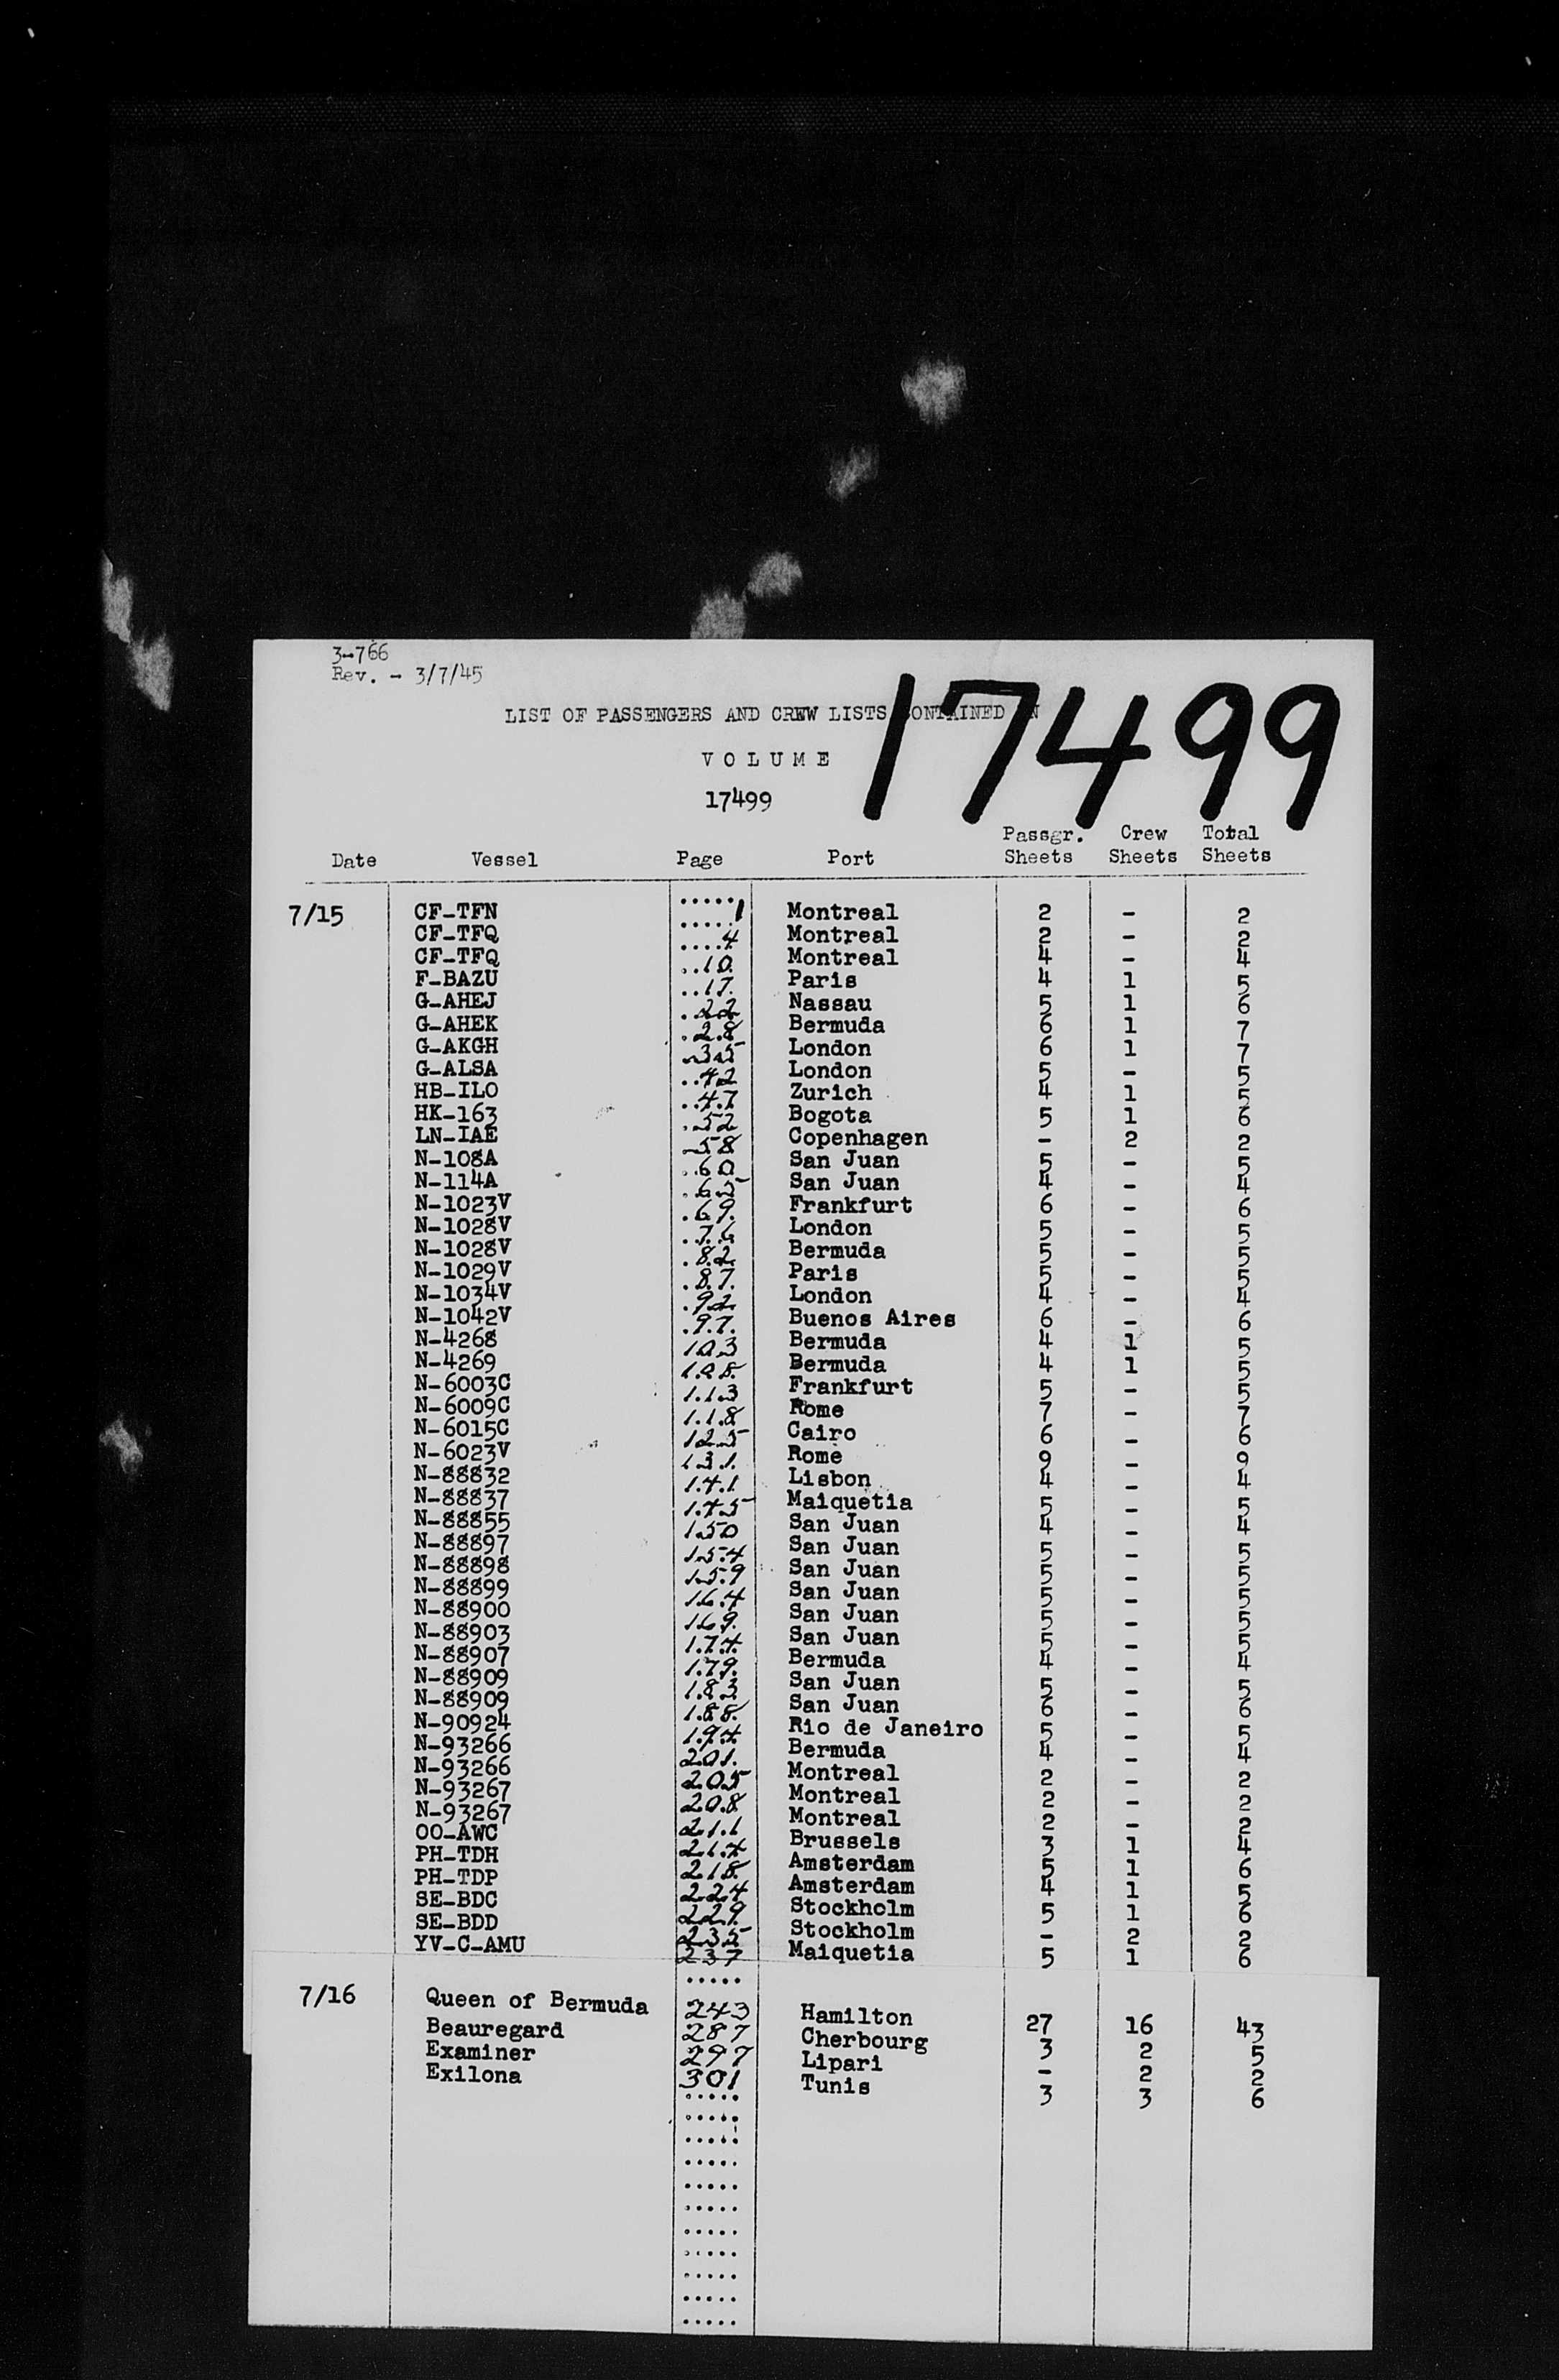 3-766
Rev. - 3/7/45
17499
LIST OF PASSENGERS AND CREW LISTS CONTAINED IN
VOLUME
17499
Date Vessel Page Port Passgr. Sheets Crew Sheets Total Sheets
7/15 CF-TFN 1 Montreal 2 - 2
CF-TFQ 4 Montreal 2 - 2
CF-TFQ 10 Montreal 4 - 4
F-BAZU 17 Paris 4 1 5
G-AHEJ 22 Nassau 5 1 6
G-AHEK 28 Bermuda 6 1 7
G-AKGH 35 London 6 1 7
G-ALSA 42 London 5 - 5
HB-ILO 47 Zurich 4 1 5
HK-163 52 Bogota 5 1 6
LN-IAE 58 Copenhagen - 2 2
N-108A 60 San Juan 5 - 5
N-114A 65 San Juan 4 - 4
N-1023V 69 Frankfurt 6 - 6
N-1028V 76 London 5 - 5
N-1028V 82 Bermuda 5 - 5
N-1029V 87 Paris 5 - 5
N-1034V 92 London 4 - 4
N-1042V 97 Buenos Aires 6 - 6
N-4268 103 Bermuda 4 1 5
N-4269 108 Bermuda 4 1 5
N-6003C 113 Frankfurt 5 - 5
N-6009C 118 Rome 7 - 7
N-6015C 125 Cairo 6 - 6
N-6023V 131 Rome 9 - 9
N-88832 141 Lisbon 4 - 4
N-88837 145 Maiquetia 5 - 5
N-88855 150 San Juan 4 - 4
N-88897 154 San Juan 5 - 5
N-88898 159 San Juan 5 - 5
N-88899 164 San Juan 5 - 5
N-88900 169 San Juan 5 - 5
N-88903 174 San Juan 5 - 5
N-88907 179 Bermuda 4 - 4
N-88909 183 San Juan 5 - 5
N-88909 188 San Juan 6 - 6
N-90924 194 Rio de Janeiro 5 - 5
N-93266 201 Bermuda 4 - 4
N-93266 205 Montreal 2 - 2
N-93267 208 Montreal 2 - 2
N-93267 211 Montreal 2 - 2
OO-AWC 214 Brussels 3 1 4
PH-TDH 218 Amsterdam 5 1 6
PH-TDP 224 Amsterdam 4 1 5
SE-BDC 229 Stockholm 5 1 6
SE-BDD 235 Stockholm - 2 2
YV-C-AMU 237 Maiquetia 5 1 6
7/16 Queen of Bermuda 243 Hamilton 27 16 43
Beauregard 287 Cherbourg 3 2 5
Examiner 297 Lipari - 2 2
Exilona 301 Tunis 3 3 6